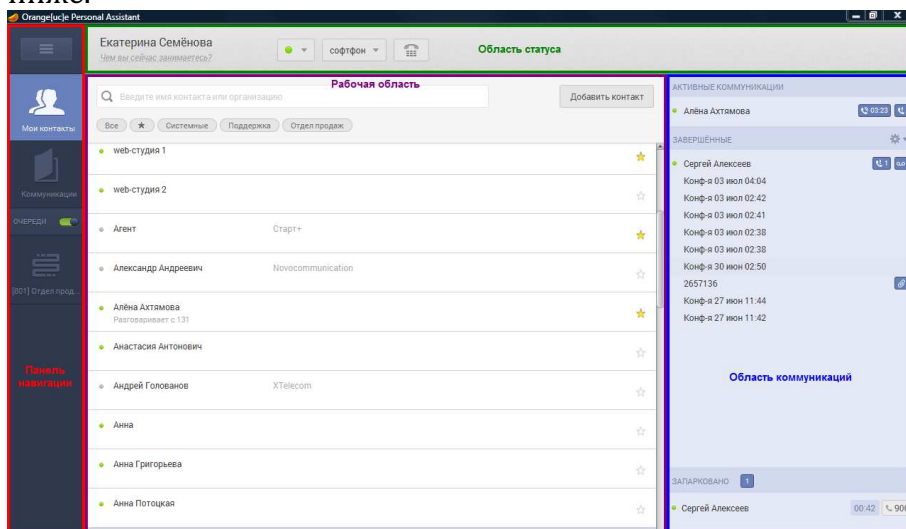 ниже.
Orange[uc]le Personal Assistant
Екатерина Семёнова
Чем вы сейчас занимаетесь?
софтфон
Область статуса
Мои контакты
Коммуникации
ОЧЕРЕДИ
[801] Отдел прод...
Панель
навигации
Рабочая область
Введите имя контакта или организацию
Добавить контакт
Все
Системные
Поддержка
Отдел продаж
web-студия 1
web-студия 2
Агент Старт+
Александр Андреевич Novocommunication
Алёна Ахтямова
Разговаривает с 131
Анастасия Антонович
Андрей Голованов XTelecom
Анна
Анна Григорьева
Анна Потоцкая
АКТИВНЫЕ КОММУНИКАЦИИ
Алёна Ахтямова 03:23
ЗАВЕРШЁННЫЕ
Сергей Алексеев 1
Конф-я 03 июл 04:04
Конф-я 03 июл 02:42
Конф-я 03 июл 02:41
Конф-я 03 июл 02:38
Конф-я 03 июл 02:38
Конф-я 30 июн 02:50
2657136
Конф-я 27 июн 11:44
Конф-я 27 июн 11:42
Область коммуникаций
ЗАПАРКОВАНО 1
Сергей Алексеев 00:42 900